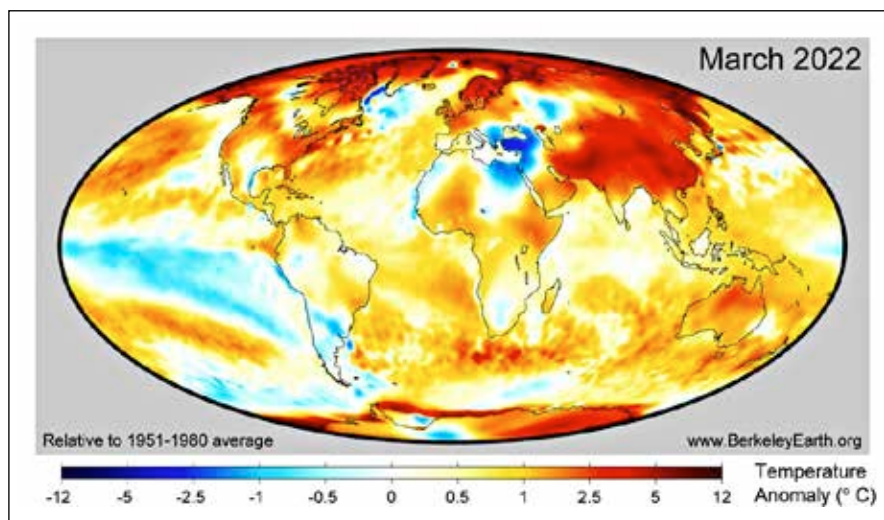 March 2022
Relative to 1951-1980 average
www.BerkeleyEarth.org
-12 -5 -2.5 -1 -0.5 0 0.5 1 2.5 5 12
Temperature
Anomaly (° C)